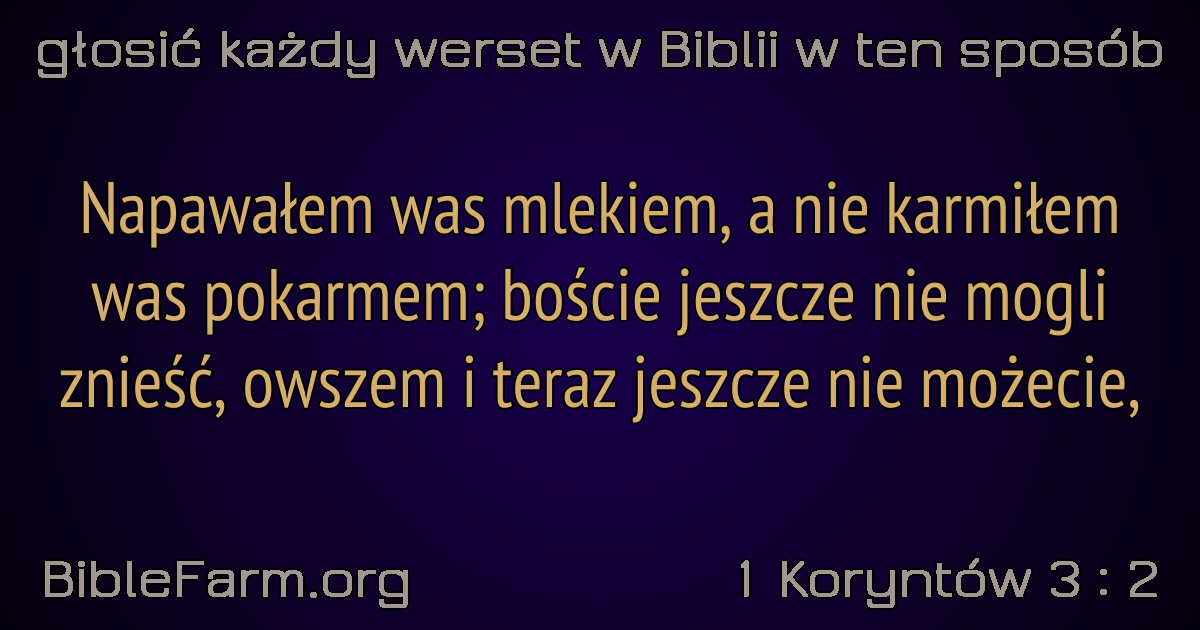 głosić każdy werset w Biblii w ten sposób
Napawałem was mlekiem, a nie karmiłem
was pokarmem; boście jeszcze nie mogli
znieść, owszem i teraz jeszcze nie możecie,
BibleFarm.org
1 Koryntów 3 : 2